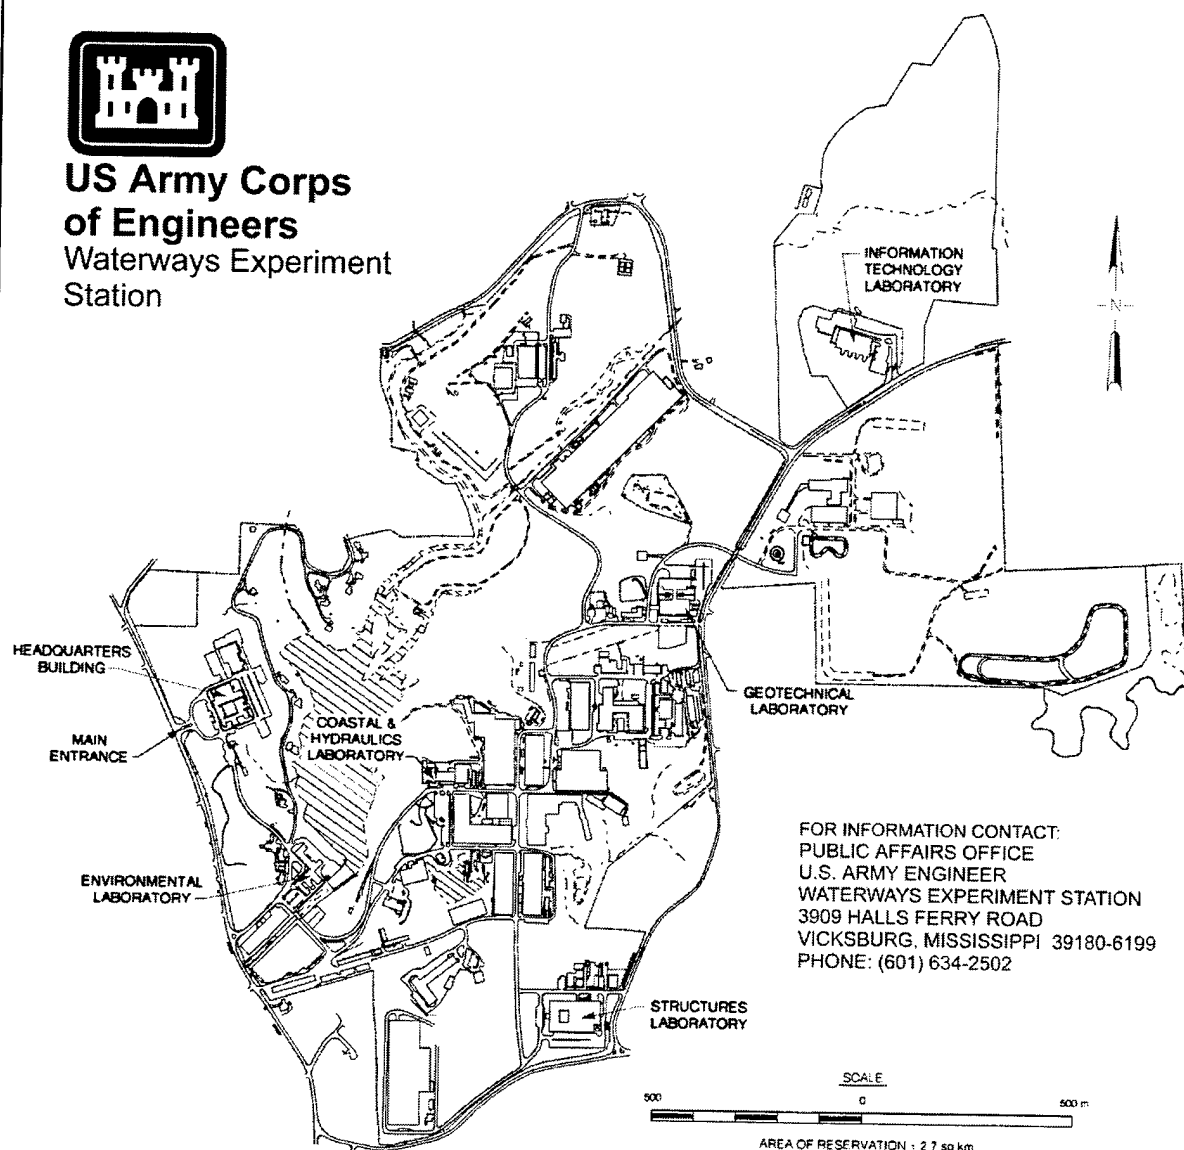 US Army Corps
of Engineers
Waterways Experiment
Station
INFORMATION
TECHNOLOGY
LABORATORY
N
HEADQUARTERS
BUILDING
MAIN
ENTRANCE
COASTAL &
HYDRAULICS
LABORATORY
GEOTECHNICAL
LABORATORY
ENVIRONMENTAL
LABORATORY
STRUCTURES
LABORATORY
FOR INFORMATION CONTACT:
PUBLIC AFFAIRS OFFICE
U.S. ARMY ENGINEER
WATERWAYS EXPERIMENT STATION
3909 HALLS FERRY ROAD
VICKSBURG, MISSISSIPPI 39180-6199
PHONE: (601) 634-2502
SCALE
500 0 500 m
AREA OF RESERVATION : 2.7 sq km